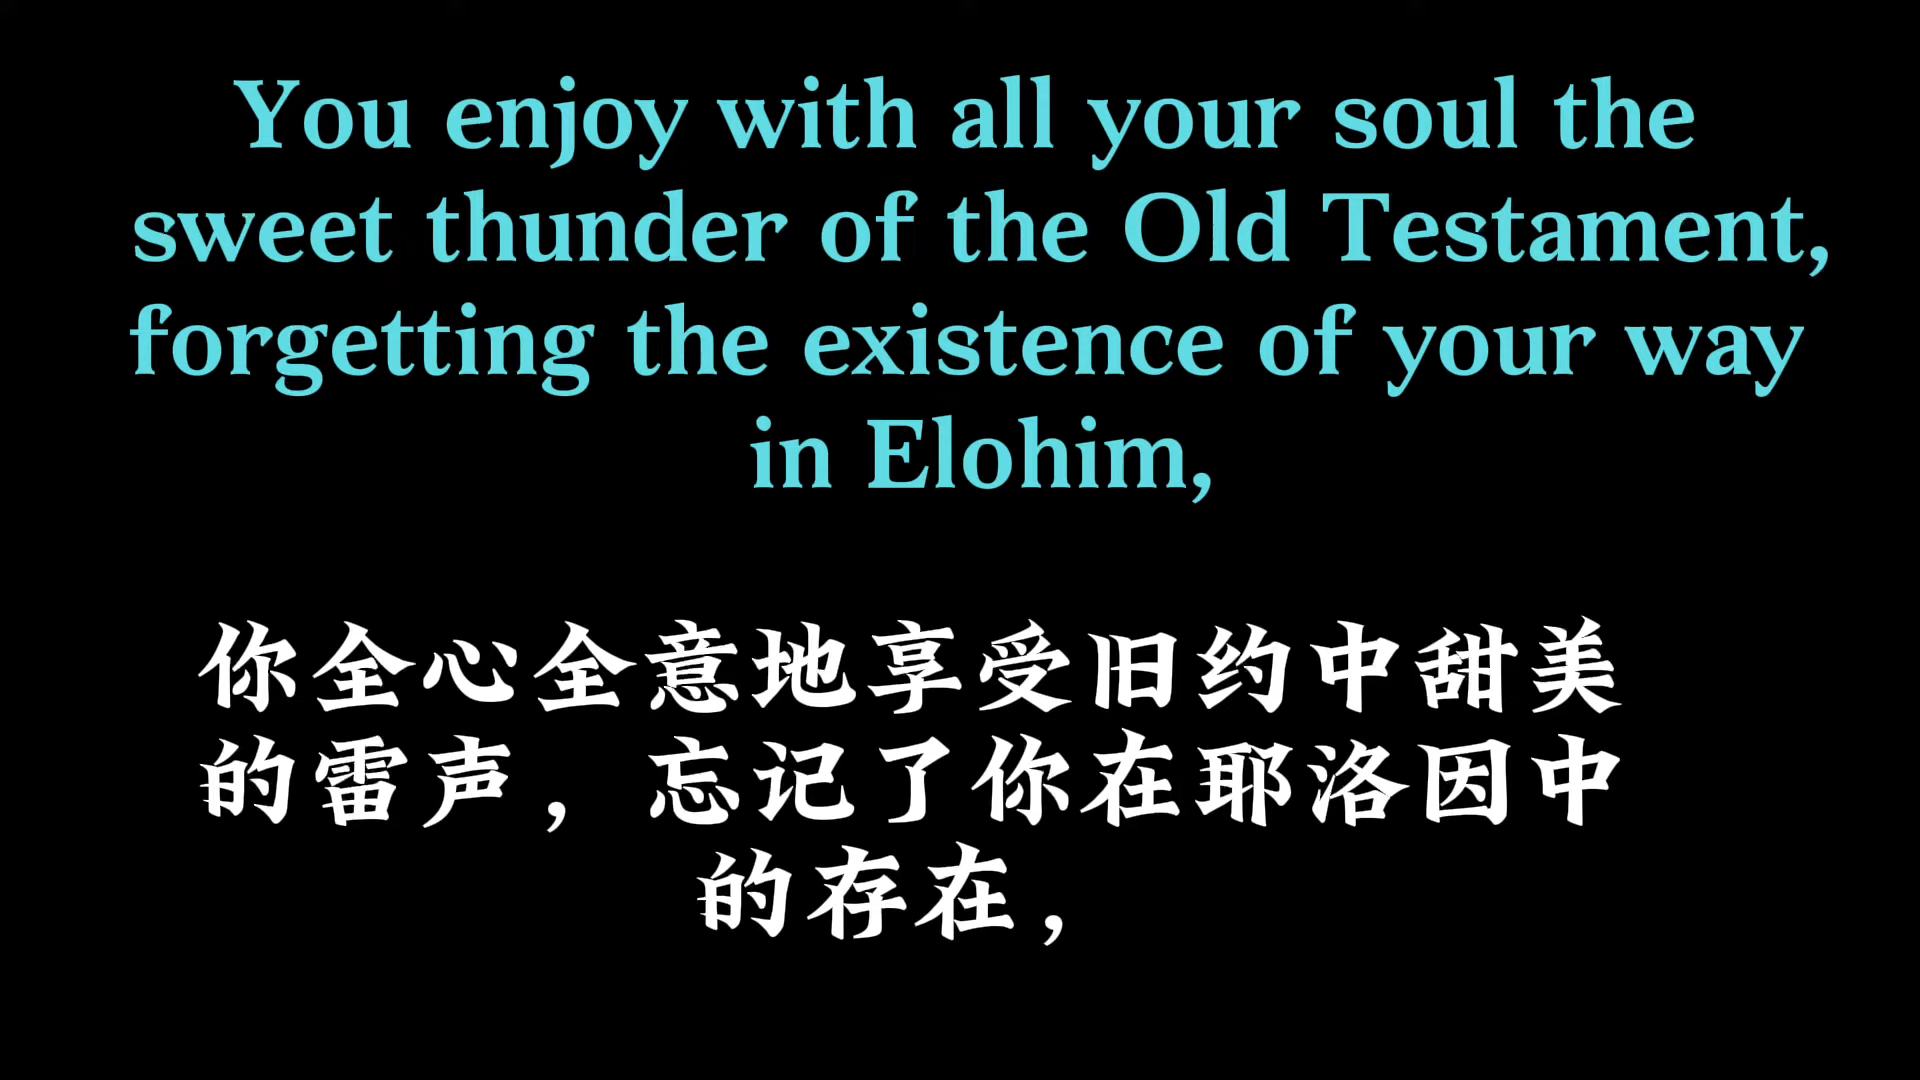 You enjoy with all your soul the
sweet thunder of the Old Testament,
forgetting the existence of your way
in Elohim,
你全心全意地享受旧约中甜美
的雷声，忘记了你在耶洛因中
的存在，